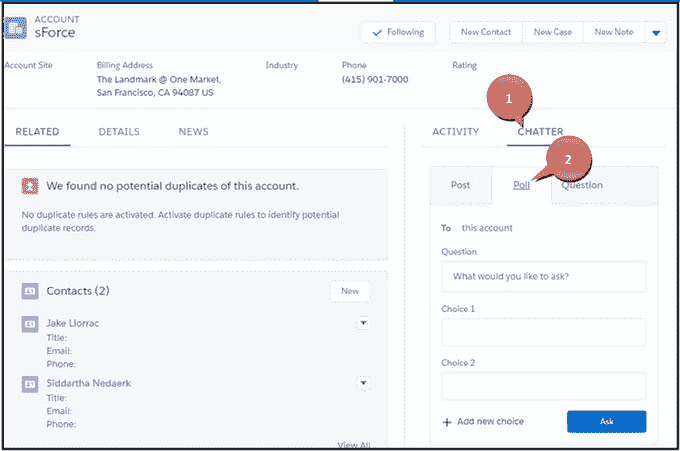 ACCOUNT
sForce
Following
New Contact
New Case
New Note
Account Site
Billing Address
Industry
Phone
Rating
The Landmark @ One Market,
San Francisco, CA 94087 US
(415) 901-7000
1
RELATED
DETAILS
NEWS
ACTIVITY
CHATTER
2
We found no potential duplicates of this account.
No duplicate rules are activated. Activate duplicate rules to identify potential
duplicate records.
Contacts (2)
New
Jake Llorrac
Title:
Email:
Phone:
Siddartha Nedaerk
Title:
Email:
Phone:
View All
Post
Poll
Question
To this account
Question
What would you like to ask?
Choice 1
Choice 2
+ Add new choice
Ask